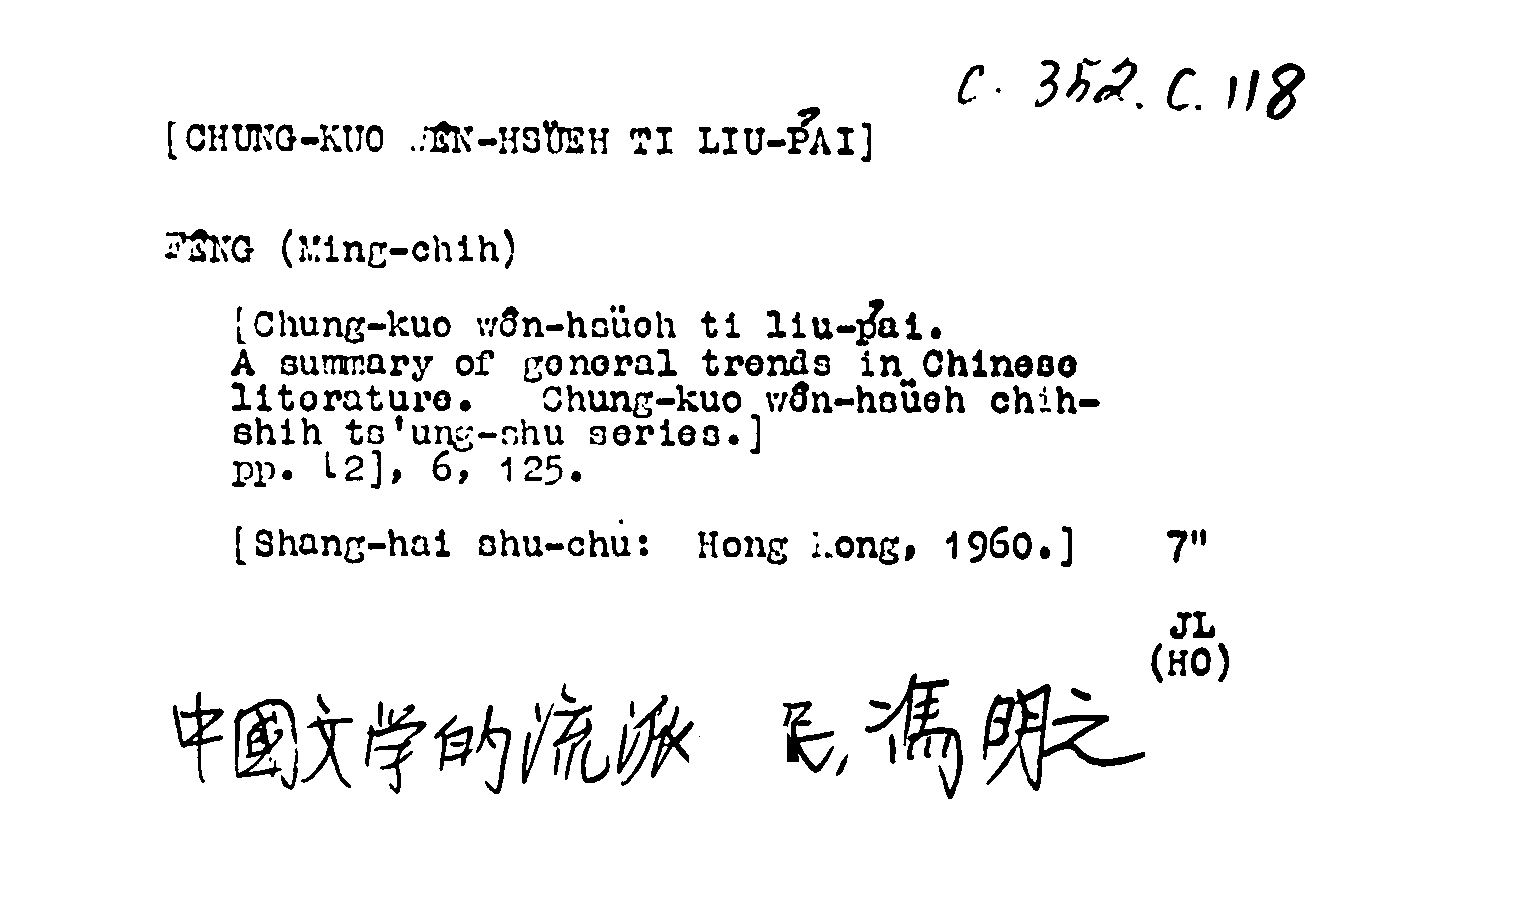 C. 352. C. 118
[CHUNG-KUO WÊN-HSÜEH TI LIU-P'AI]
FÊNG (Ming-chih)
[Chung-kuo wên-hsüeh ti liu-p'ai.
A summary of general trends in Chinese
literature. Chung-kuo wên-hsüeh chih-
shih ts'ung-shu series.]
pp. [2], 6, 125.
[Shang-hai shu-chü: Hong Kong, 1960.] 7"
JL
(HO)
中國文学的流派 民, 馮明之